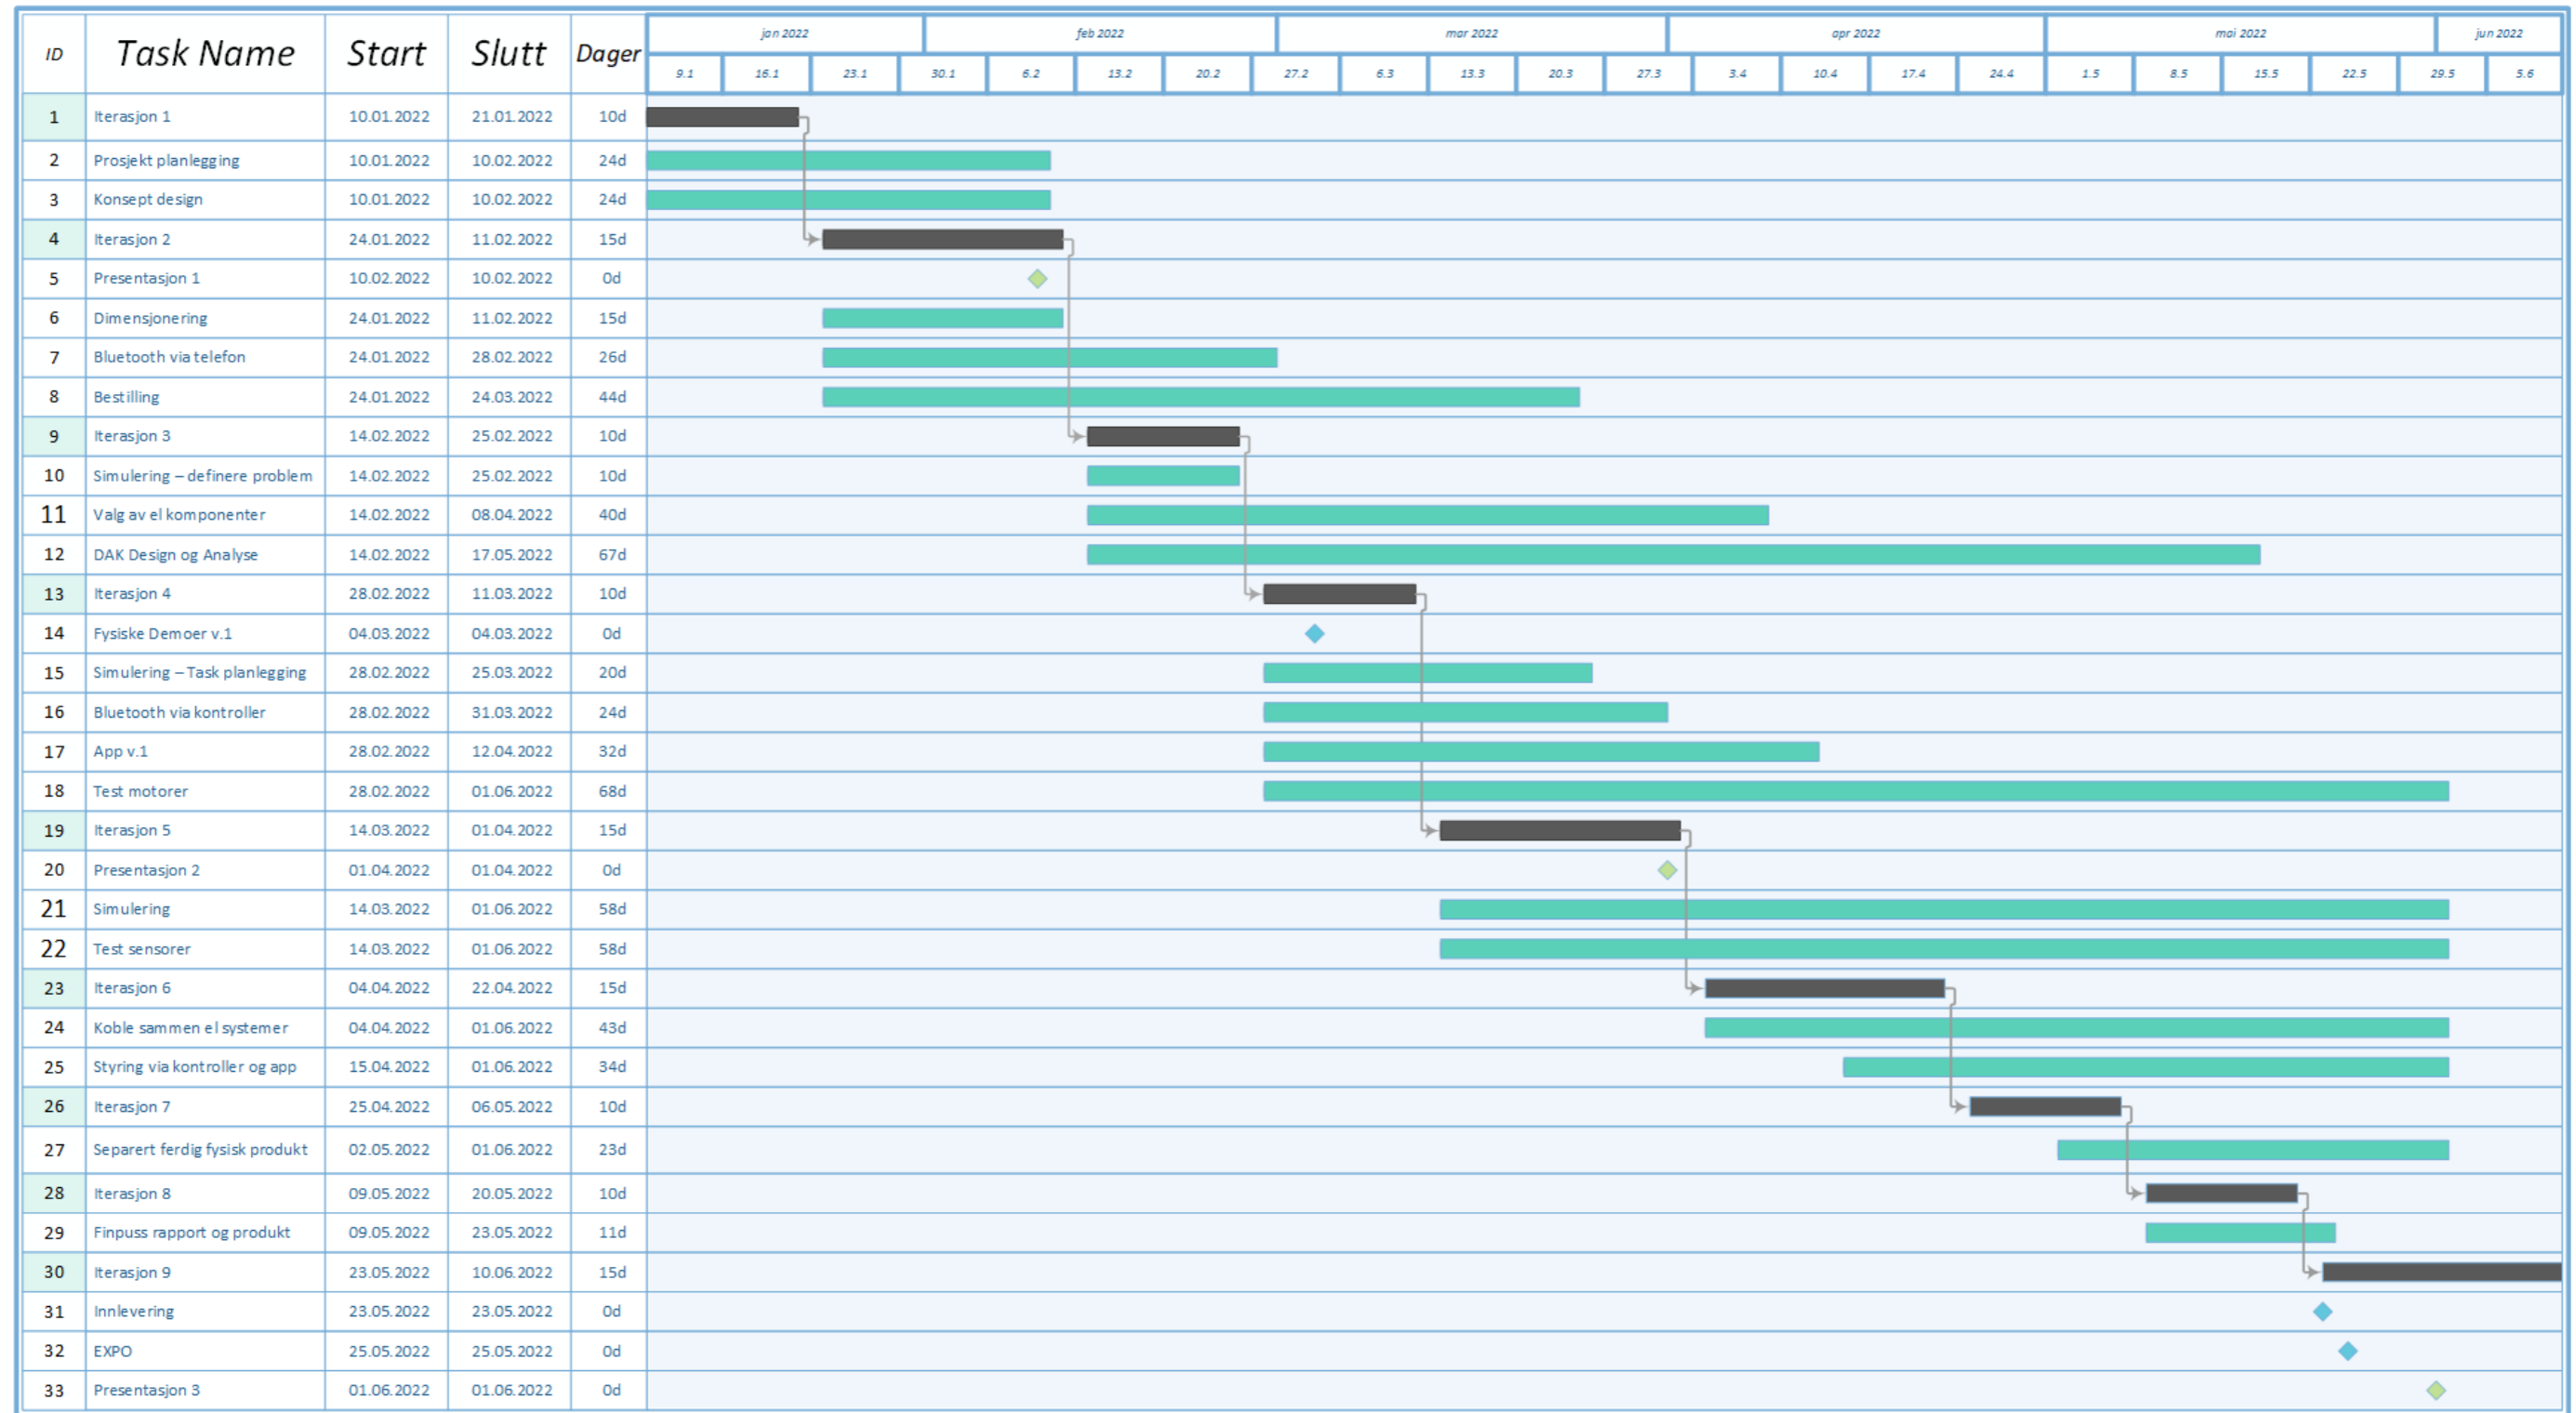 ID Task Name Start Slutt Dager jan 2022 feb 2022 mar 2022 apr 2022 mai 2022 jun 2022
9.1 16.1 23.1 30.1 6.2 13.2 20.2 27.2 6.3 13.3 20.3 27.3 3.4 10.4 17.4 24.4 1.5 8.5 15.5 22.5 29.5 5.6
1 Iterasjon 1 10.01.2022 21.01.2022 10d
2 Prosjekt planlegging 10.01.2022 10.02.2022 24d
3 Konsept design 10.01.2022 10.02.2022 24d
4 Iterasjon 2 24.01.2022 11.02.2022 15d
5 Presentasjon 1 10.02.2022 10.02.2022 0d
6 Dimensjonering 24.01.2022 11.02.2022 15d
7 Bluetooth via telefon 24.01.2022 28.02.2022 26d
8 Bestilling 24.01.2022 24.03.2022 44d
9 Iterasjon 3 14.02.2022 25.02.2022 10d
10 Simulering – definere problem 14.02.2022 25.02.2022 10d
11 Valg av el komponenter 14.02.2022 08.04.2022 40d
12 DAK Design og Analyse 14.02.2022 17.05.2022 67d
13 Iterasjon 4 28.02.2022 11.03.2022 10d
14 Fysiske Demoer v.1 04.03.2022 04.03.2022 0d
15 Simulering – Task planlegging 28.02.2022 25.03.2022 20d
16 Bluetooth via kontroller 28.02.2022 31.03.2022 24d
17 App v.1 28.02.2022 12.04.2022 32d
18 Test motorer 28.02.2022 01.06.2022 68d
19 Iterasjon 5 14.03.2022 01.04.2022 15d
20 Presentasjon 2 01.04.2022 01.04.2022 0d
21 Simulering 14.03.2022 01.06.2022 58d
22 Test sensorer 14.03.2022 01.06.2022 58d
23 Iterasjon 6 04.04.2022 22.04.2022 15d
24 Koble sammen el systemer 04.04.2022 01.06.2022 43d
25 Styring via kontroller og app 15.04.2022 01.06.2022 34d
26 Iterasjon 7 25.04.2022 06.05.2022 10d
27 Separert ferdig fysisk produkt 02.05.2022 01.06.2022 23d
28 Iterasjon 8 09.05.2022 20.05.2022 10d
29 Finpuss rapport og produkt 09.05.2022 23.05.2022 11d
30 Iterasjon 9 23.05.2022 10.06.2022 15d
31 Innlevering 23.05.2022 23.05.2022 0d
32 EXPO 25.05.2022 25.05.2022 0d
33 Presentasjon 3 01.06.2022 01.06.2022 0d